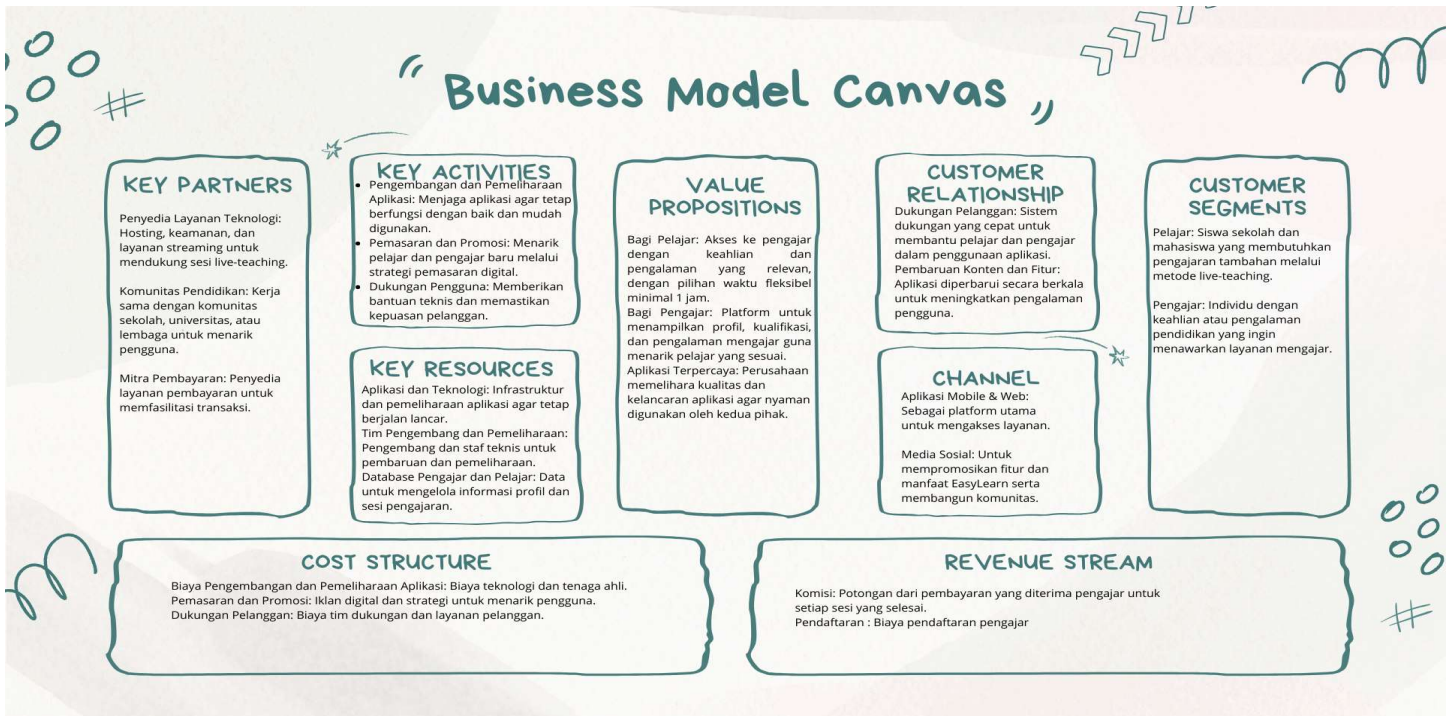 Business Model Canvas
KEY PARTNERS
Penyedia Layanan Teknologi:
Hosting, keamanan, dan
layanan streaming untuk
mendukung sesi live-teaching.
Komunitas Pendidikan: Kerja
sama dengan komunitas
sekolah, universitas, atau
lembaga untuk menarik
pengguna.
Mitra Pembayaran: Penyedia
layanan pembayaran untuk
memfasilitasi transaksi.
KEY ACTIVITIES
• Pengembangan dan Pemeliharaan
Aplikasi: Menjaga aplikasi agar tetap
berfungsi dengan baik dan mudah
digunakan.
• Pemasaran dan Promosi: Menarik
pelajar dan pengajar baru melalui
strategi pemasaran digital.
• Dukungan Pengguna: Memberikan
bantuan teknis dan memastikan
kepuasan pelanggan.
KEY RESOURCES
Aplikasi dan Teknologi: Infrastruktur
dan pemeliharaan aplikasi agar tetap
berjalan lancar.
Tim Pengembang dan Pemeliharaan:
Pengembang dan staf teknis untuk
pembaruan dan pemeliharaan.
Database Pengajar dan Pelajar: Data
untuk mengelola informasi profil dan
sesi pengajaran.
VALUE
PROPOSITIONS
Bagi Pelajar: Akses ke pengajar
dengan keahlian dan
pengalaman yang relevan,
dengan pilihan waktu fleksibel
minimal 1 jam.
Bagi Pengajar: Platform untuk
menampilkan profil, kualifikasi,
dan pengalaman mengajar guna
menarik pelajar yang sesuai.
Aplikasi Terpercaya: Perusahaan
memelihara kualitas dan
kelancaran aplikasi agar nyaman
digunakan oleh kedua pihak.
CUSTOMER
RELATIONSHIP
Dukungan Pelanggan: Sistem
dukungan yang cepat untuk
membantu pelajar dan pengajar
dalam penggunaan aplikasi.
Pembaruan Konten dan Fitur:
Aplikasi diperbarui secara berkala
untuk meningkatkan pengalaman
pengguna.
CHANNEL
Aplikasi Mobile & Web:
Sebagai platform utama
untuk mengakses layanan.
Media Sosial: Untuk
mempromosikan fitur dan
manfaat EasyLearn serta
membangun komunitas.
CUSTOMER
SEGMENTS
Pelajar: Siswa sekolah dan
mahasiswa yang membutuhkan
pengajaran tambahan melalui
metode live-teaching.
Pengajar: Individu dengan
keahlian atau pengalaman
pendidikan yang ingin
menawarkan layanan mengajar.
COST STRUCTURE
Biaya Pengembangan dan Pemeliharaan Aplikasi: Biaya teknologi dan tenaga ahli.
Pemasaran dan Promosi: Iklan digital dan strategi untuk menarik pengguna.
Dukungan Pelanggan: Biaya tim dukungan dan layanan pelanggan.
REVENUE STREAM
Komisi: Potongan dari pembayaran yang diterima pengajar untuk
setiap sesi yang selesai.
Pendaftaran : Biaya pendaftaran pengajar